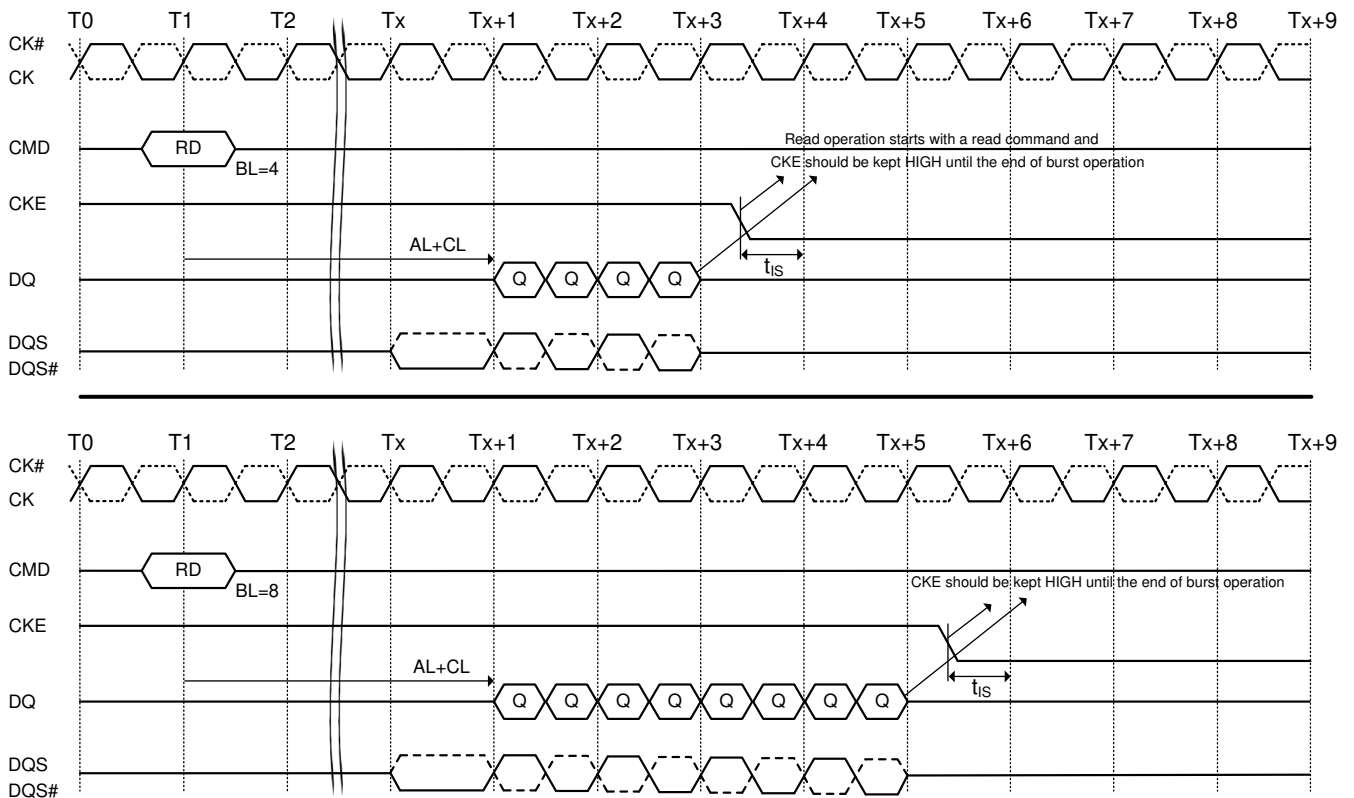 T0 T1 T2 Tx Tx+1 Tx+2 Tx+3 Tx+4 Tx+5 Tx+6 Tx+7 Tx+8 Tx+9
CK#
CK
CMD RD BL=4
Read operation starts with a read command and
CKE should be kept HIGH until the end of burst operation
CKE
AL+CL
tIS
DQ Q Q Q Q
DQS
DQS#
T0 T1 T2 Tx Tx+1 Tx+2 Tx+3 Tx+4 Tx+5 Tx+6 Tx+7 Tx+8 Tx+9
CK#
CK
CMD RD BL=8
CKE should be kept HIGH until the end of burst operation
CKE
AL+CL
tIS
DQ Q Q Q Q Q Q Q Q
DQS
DQS#